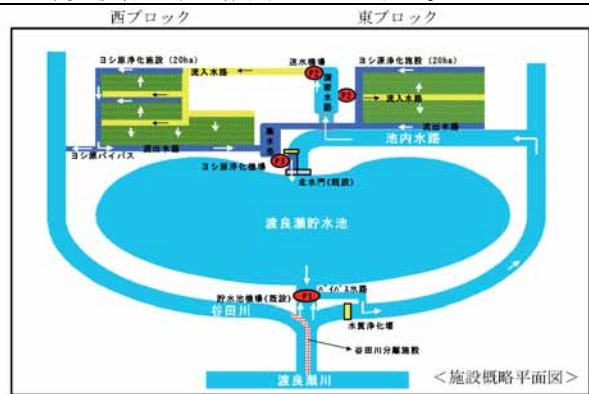 西ブロック
東ブロック
ヨシ原浄化施設 (20ha)
送水機場
ヨシ原浄化施設 (20ha)
流入水路
P2
調節水路
P2
流入水路
集水池
流出水路
ヨシ原バイパス
流出水路
池内水路
ヨシ原浄化機場
P3
北水門(既設)
渡良瀬貯水池
貯水池機場(既設)
P1
バイパス水路
谷田川
水質浄化堰
谷田川分離施設
渡良瀬川
<施設概略平面図>